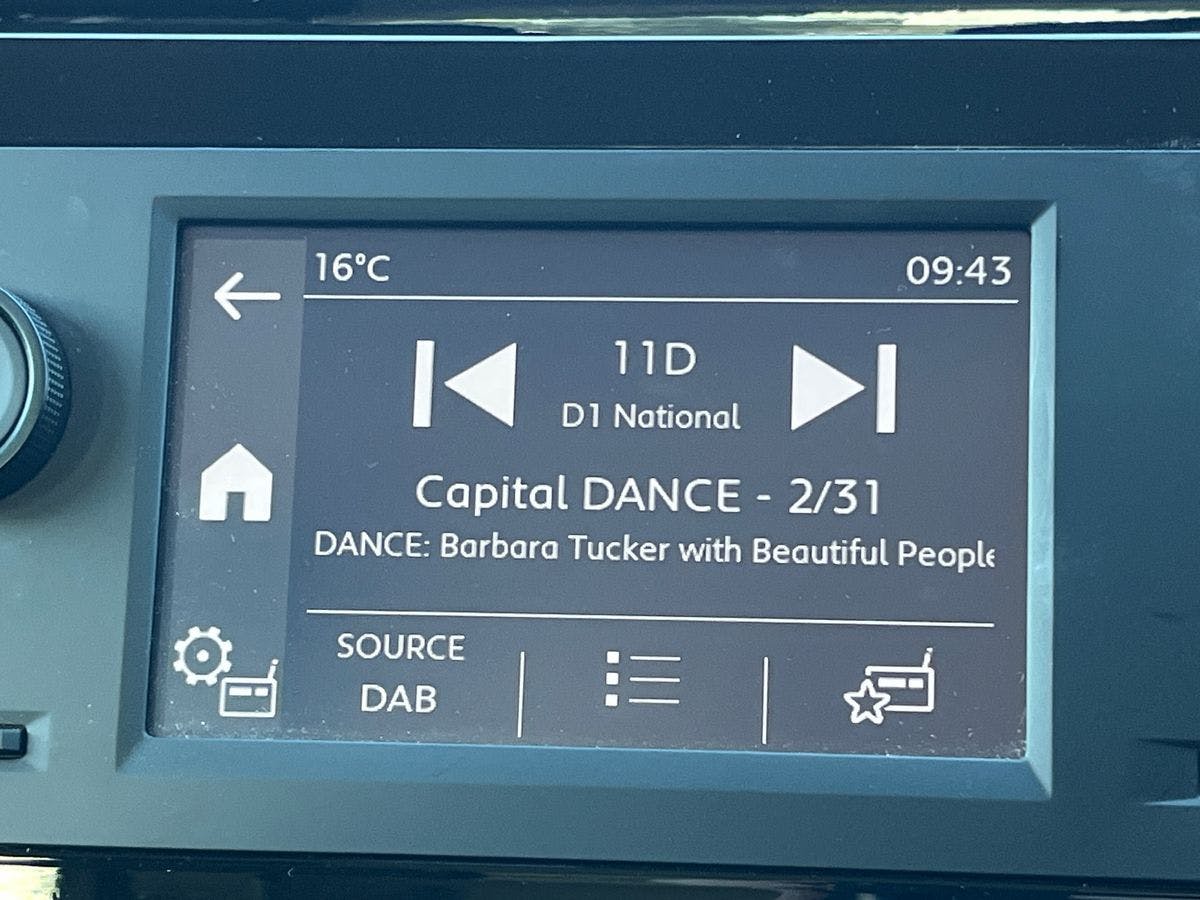 16°C
09:43
11D
D1 National
Capital DANCE - 2/31
DANCE: Barbara Tucker with Beautiful People
SOURCE
DAB